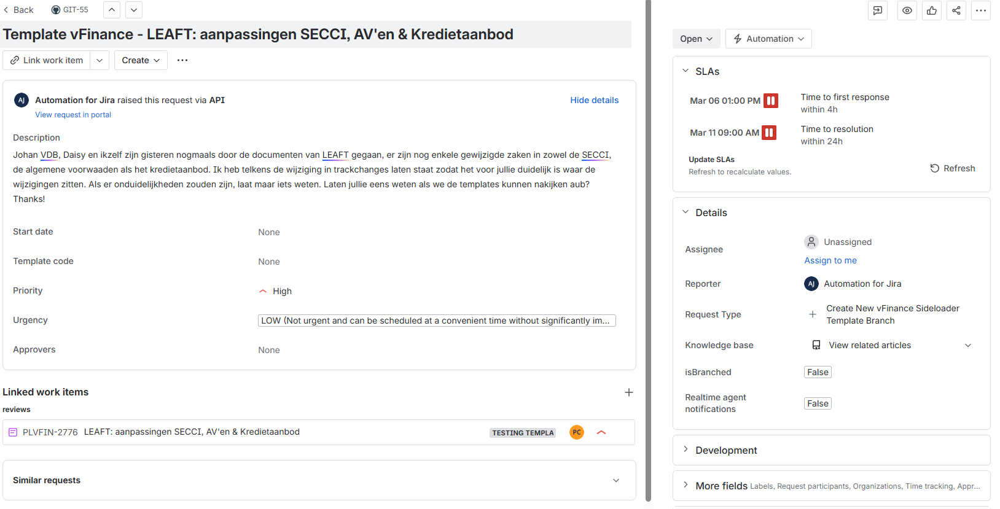 Back
GIT-55
Template vFinance - LEAFT: aanpassingen SECCI, AV'en & Kredietaanbod
Link work item
Create
AJ
Automation for Jira raised this request via API
Hide details
View request in portal
Description
Johan VDB, Daisy en ikzelf zijn gisteren nogmaals door de documenten van LEAFT gegaan, er zijn nog enkele gewijzigde zaken in zowel de SECCI,
de algemene voorwaaden als het kredietaanbod. Ik heb telkens de wijziging in trackchanges laten staat zodat het voor jullie duidelijk is waar de
wijzigingen zitten. Als er onduidelijkheden zouden zijn, laat maar iets weten. Laten jullie eens weten als we de templates kunnen nakijken aub?
Thanks!
Start date
None
Template code
None
Priority
High
Urgency
LOW (Not urgent and can be scheduled at a convenient time without significantly im...
Approvers
None
Linked work items
reviews
PLVFIN-2776 LEAFT: aanpassingen SECCI, AV'en & Kredietaanbod
TESTING TEMPLA
PC
Similar requests
Open
Automation
SLAs
Mar 06 01:00 PM
Time to first response
within 4h
Mar 11 09:00 AM
Time to resolution
within 24h
Update SLAs
Refresh to recalculate values.
Refresh
Details
Assignee
Unassigned
Assign to me
Reporter
AJ
Automation for Jira
Request Type
Create New vFinance Sideloader
Template Branch
Knowledge base
View related articles
isBranched
False
Realtime agent
notifications
False
Development
More fields Labels, Request participants, Organizations, Time tracking, Appr...